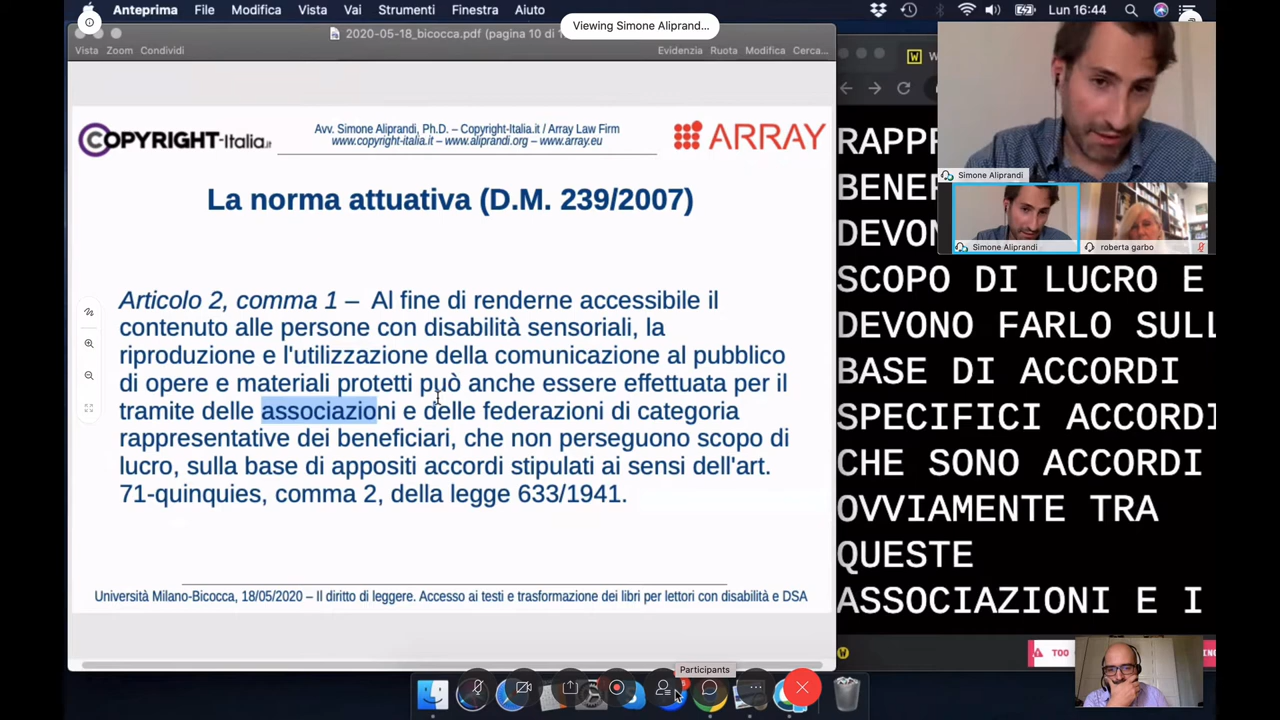 Anteprima File Modifica Vista Vai Strumenti Finestra Aiuto
Lun 16:44
Viewing Simone Aliprand...
2020-05-18_bicocca.pdf (pagina 10 di 1
Vista Zoom Condividi
Evidenzia Ruota Modifica Cerca...
COPYRIGHT-Italia.it
Avv. Simone Aliprandi, Ph.D. – Copyright-Italia.it / Array Law Firm
www.copyright-italia.it – www.aliprandi.org – www.array.eu
ARRAY
La norma attuativa (D.M. 239/2007)
Articolo 2, comma 1 – Al fine di renderne accessibile il
contenuto alle persone con disabilità sensoriali, la
riproduzione e l'utilizzazione della comunicazione al pubblico
di opere e materiali protetti può anche essere effettuata per il
tramite delle associazioni e delle federazioni di categoria
rappresentative dei beneficiari, che non perseguono scopo di
lucro, sulla base di appositi accordi stipulati ai sensi dell'art.
71-quinquies, comma 2, della legge 633/1941.
Università Milano-Bicocca, 18/05/2020 – Il diritto di leggere. Accesso ai testi e trasformazione dei libri per lettori con disabilità e DSA
W
RAPPR
BENEF
DEVON
SCOPO DI LUCRO E
DEVONO FARLO SULL
BASE DI ACCORDI
SPECIFICI ACCORDI
CHE SONO ACCORDI
OVVIAMENTE TRA
QUESTE
ASSOCIAZIONI E I
Simone Aliprandi
Simone Aliprandi
roberta garbo
W
TOO
Participants